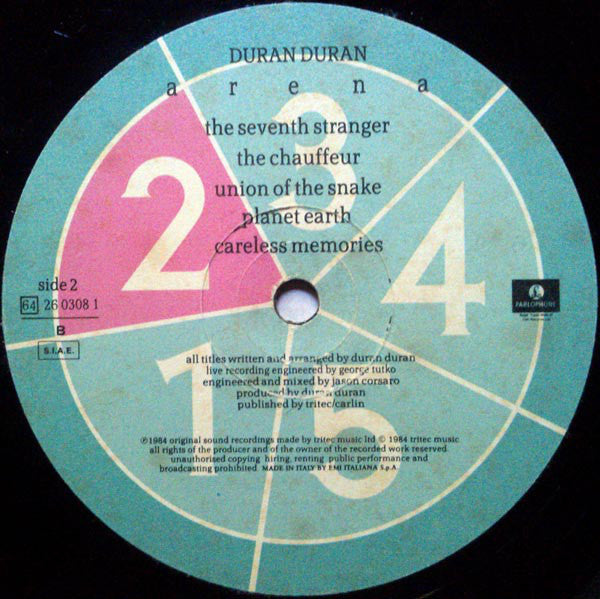 DURAN DURAN
a r e n a
3
the seventh stranger
the chauffeur
union of the snake
planet earth
careless memories
2
4
side 2
64 26 0308 1
B
S.I.A.E.
PARLOPHONE
all titles written and arranged by duran duran
live recording engineered by george tutko
engineered and mixed by jason corsaro
produced by duran duran
published by tritec/carlin
1
5
℗1984 original sound recordings made by tritec music ltd © 1984 tritec music
all rights of the producer and of the owner of the recorded work reserved.
unauthorised copying, hiring, renting, public performance and
broadcasting prohibited. MADE IN ITALY BY EMI ITALIANA S.p.A.